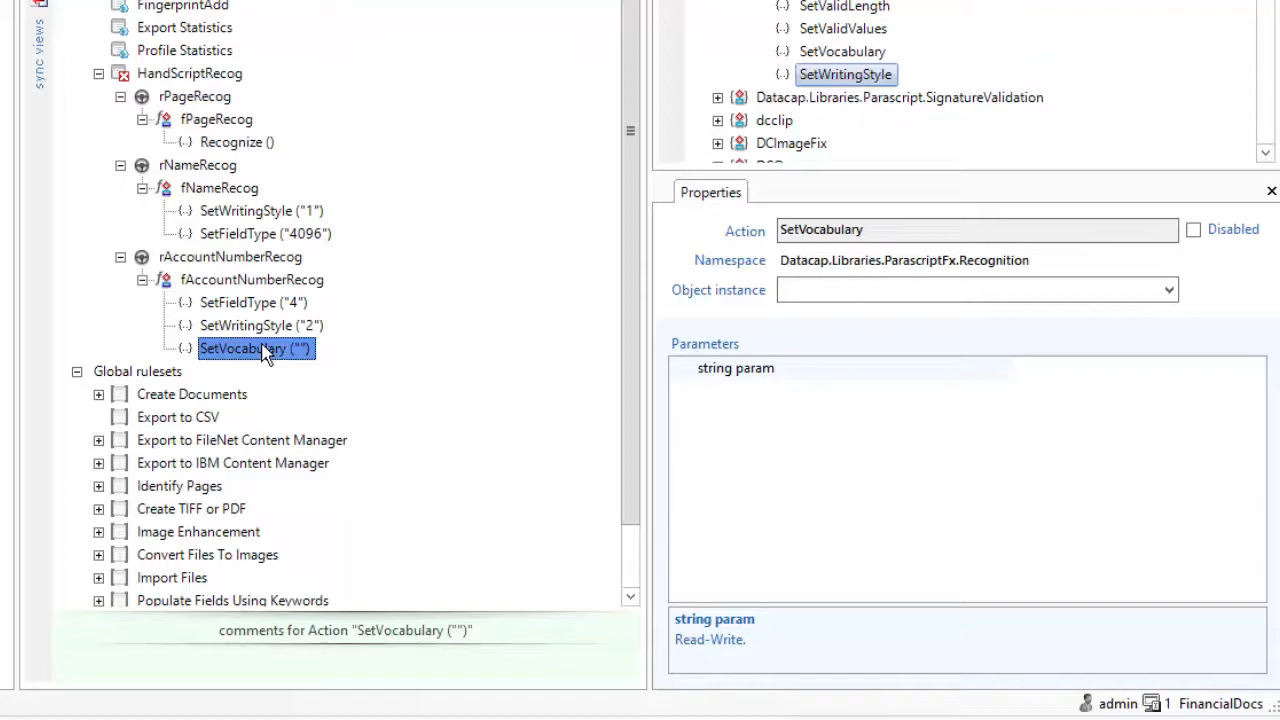 sync views
FingerprintAdd
Export Statistics
Profile Statistics
HandScriptRecog
rPageRecog
fPageRecog
Recognize ()
rNameRecog
fNameRecog
SetWritingStyle ("1")
SetFieldType ("4096")
rAccountNumberRecog
fAccountNumberRecog
SetFieldType ("4")
SetWritingStyle ("2")
SetVocabulary ("")
Global rulesets
Create Documents
Export to CSV
Export to FileNet Content Manager
Export to IBM Content Manager
Identify Pages
Create TIFF or PDF
Image Enhancement
Convert Files To Images
Import Files
Populate Fields Using Keywords
comments for Action "SetVocabulary ("")"
SetValidLength
SetValidValues
SetVocabulary
SetWritingStyle
Datacap.Libraries.Parascript.SignatureValidation
dcclip
DCImageFix
Properties
Action SetVocabulary Disabled
Namespace Datacap.Libraries.ParascriptFx.Recognition
Object instance
Parameters
string param
string param
Read-Write.
admin 1 FinancialDocs